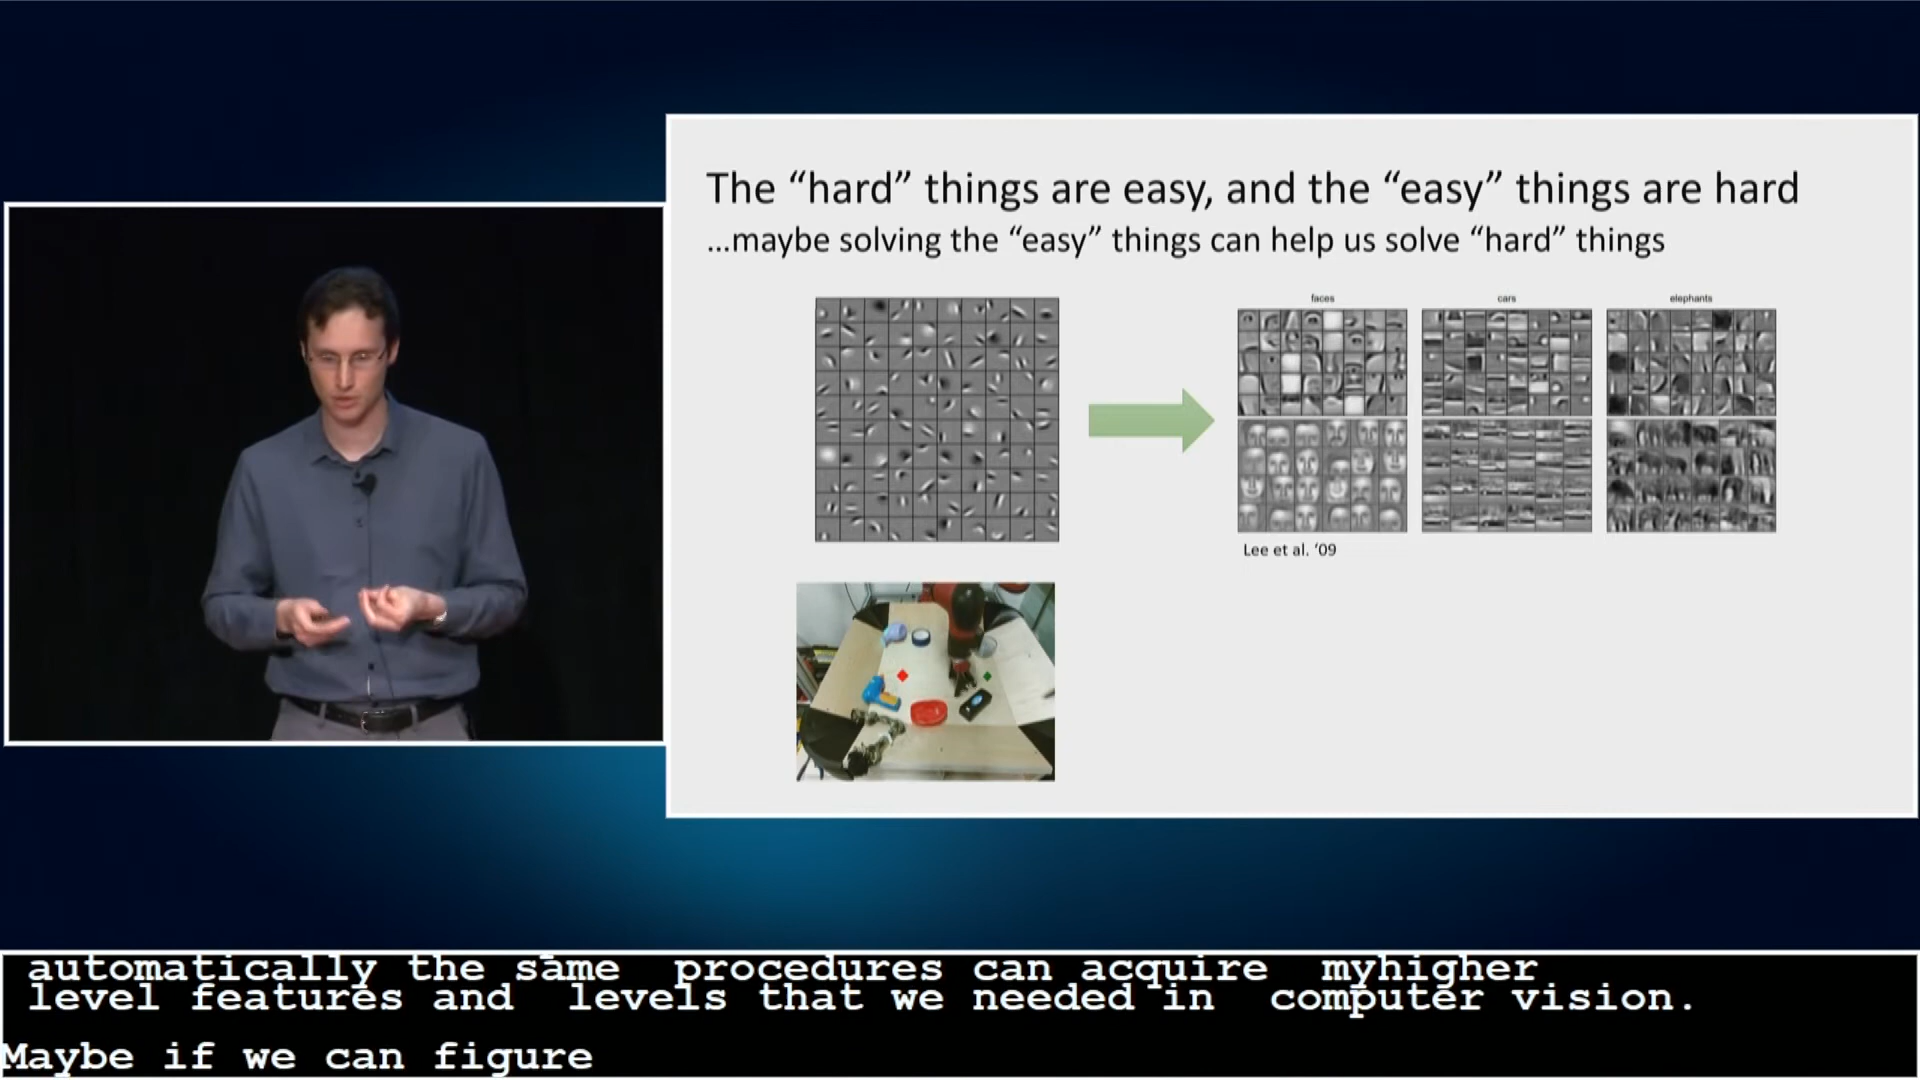 The “hard” things are easy, and the “easy” things are hard
...maybe solving the “easy” things can help us solve “hard” things
faces
cars
elephants
Lee et al. ‘09
automatically the same procedures can acquire myhigher
level features and levels that we needed in computer vision.
Maybe if we can figure